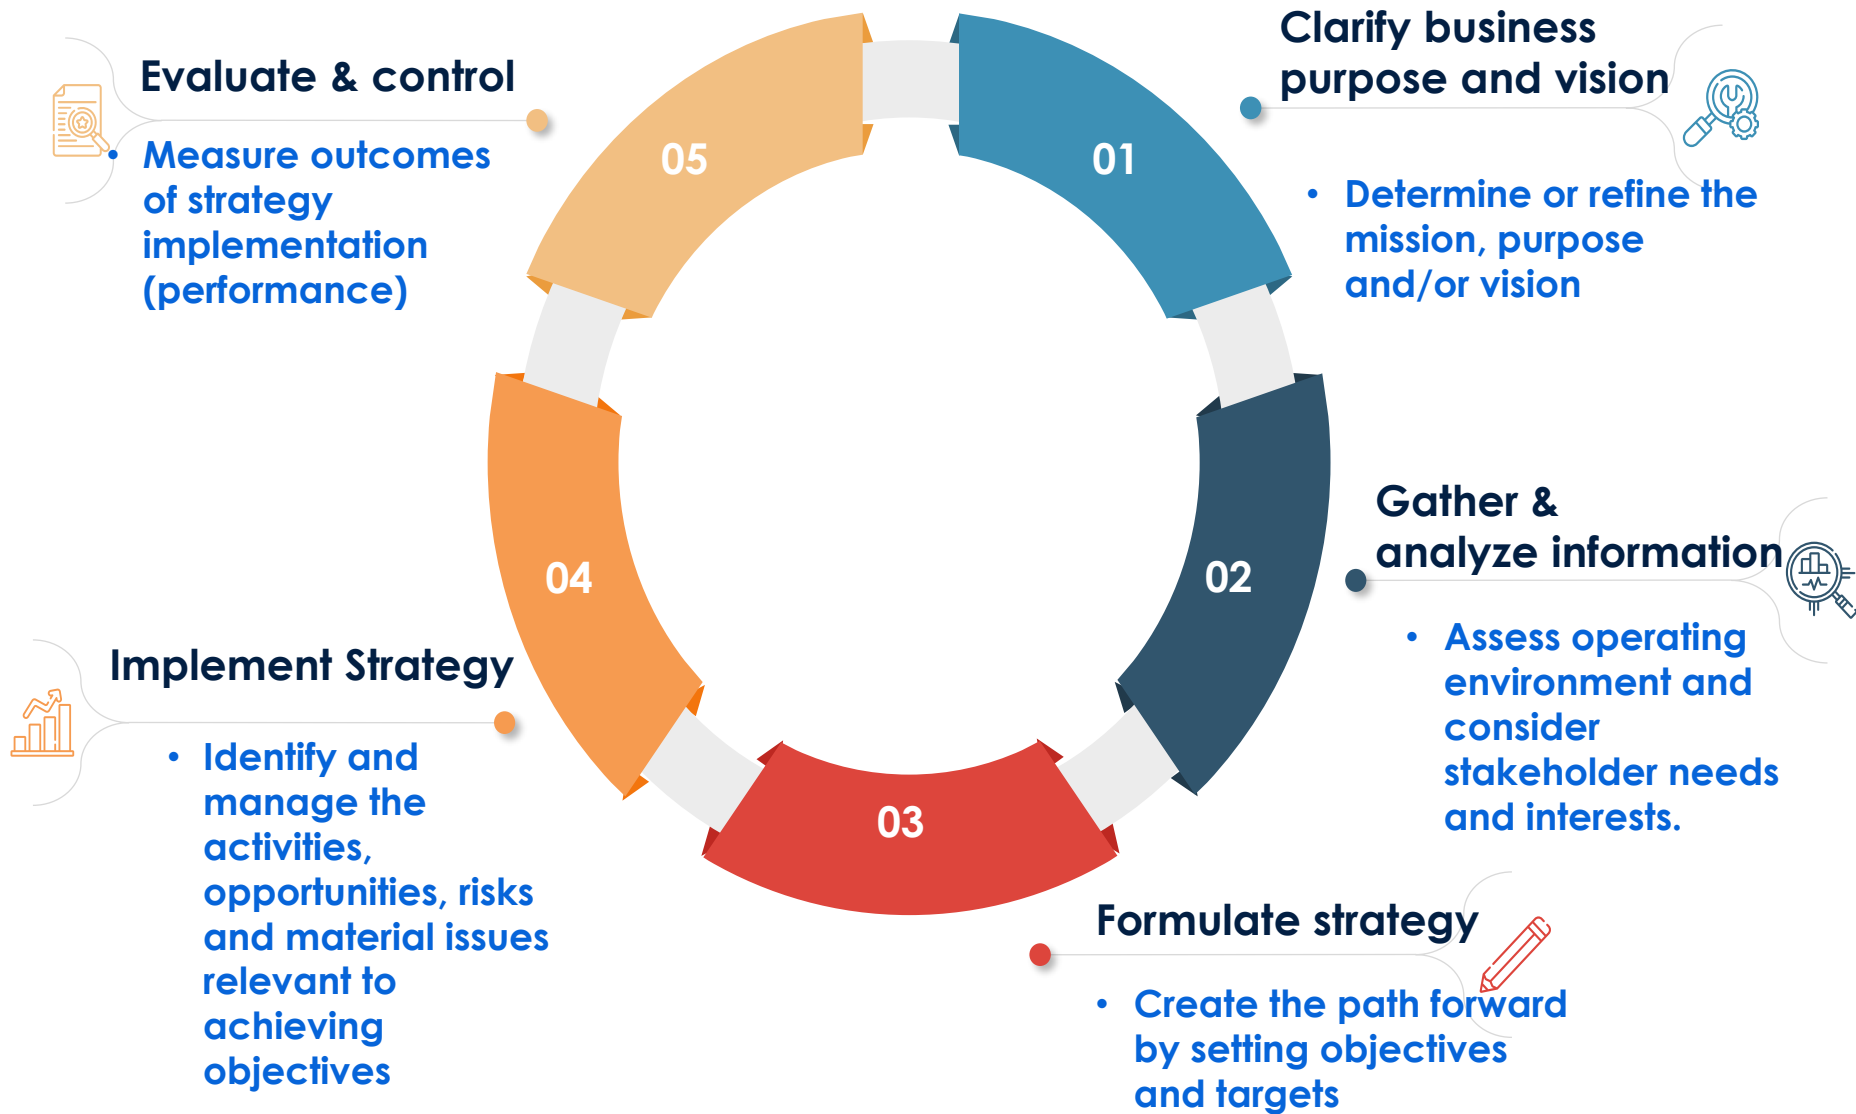 Clarify business
purpose and vision
01
• Determine or refine the
mission, purpose
and/or vision
Gather &
analyze information
02
• Assess operating
environment and
consider
stakeholder needs
and interests.
Formulate strategy
03
• Create the path forward
by setting objectives
and targets
Implement Strategy
04
• Identify and
manage the
activities,
opportunities, risks
and material issues
relevant to
achieving
objectives
Evaluate & control
05
• Measure outcomes
of strategy
implementation
(performance)